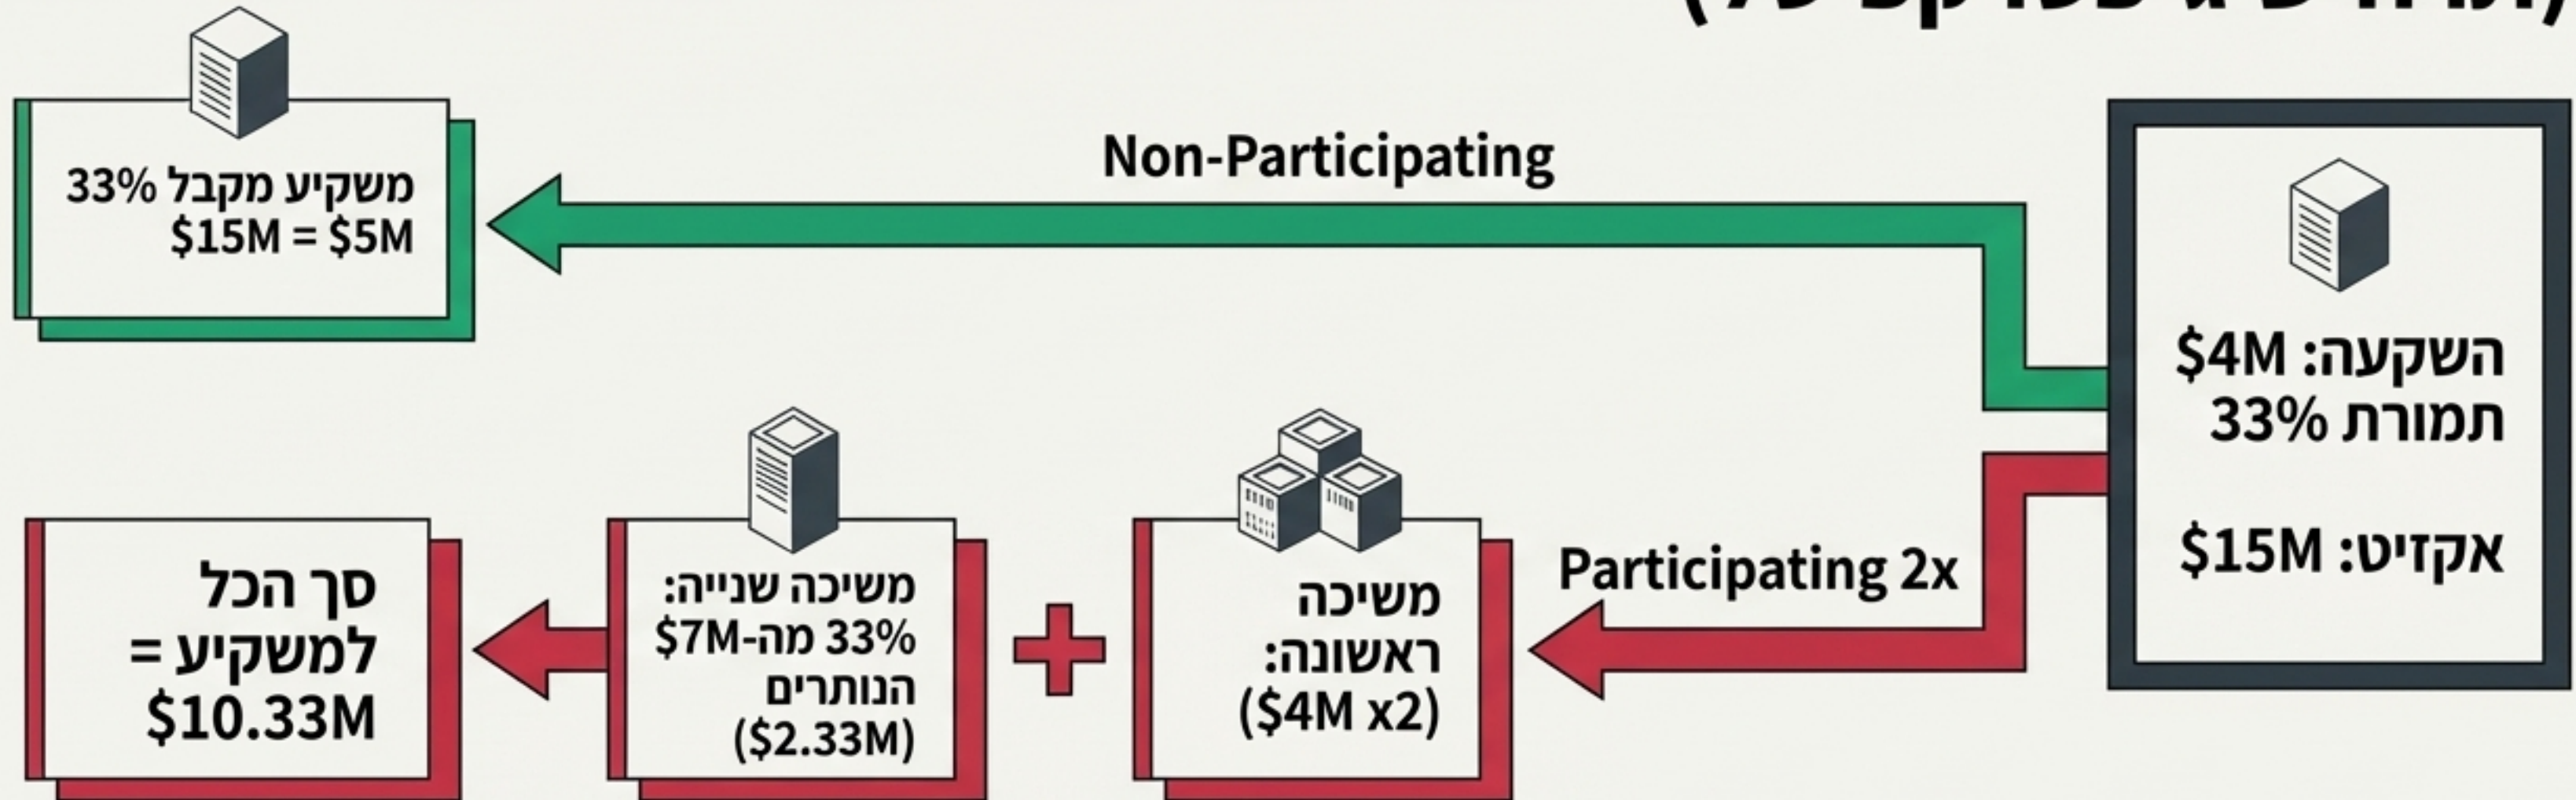 השקעה: $4M
תמורת 33%
אקזיט: $15M
Non-Participating
משקיע מקבל 33%
$15M = $5M
Participating 2x
משיכה
ראשונה:
($4M x2)
+
משיכה שנייה:
33% מה-$7M
הנותרים
($2.33M)
סך הכל
למשקיע =
$10.33M